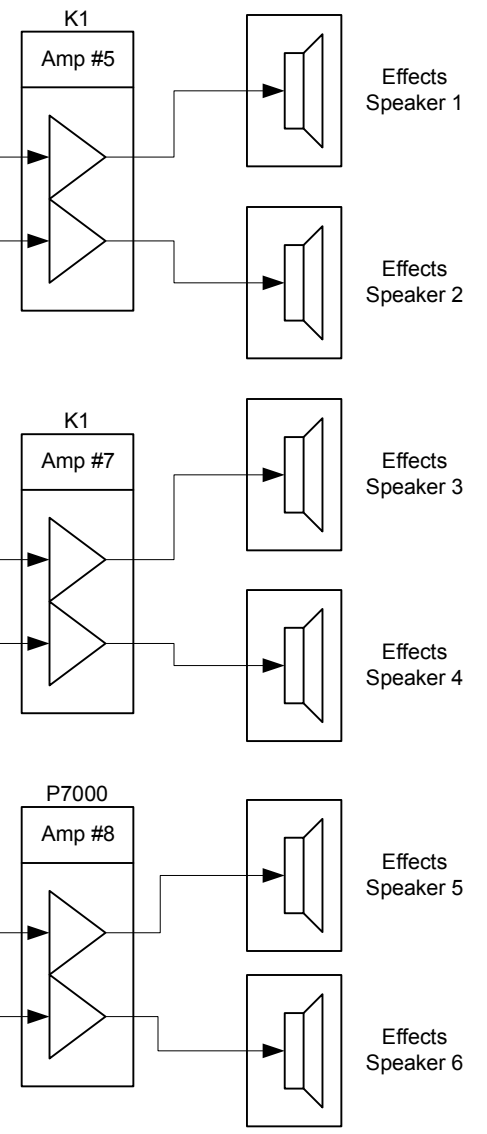 K1
Amp #5
Effects
Speaker 1
Effects
Speaker 2
K1
Amp #7
Effects
Speaker 3
Effects
Speaker 4
P7000
Amp #8
Effects
Speaker 5
Effects
Speaker 6